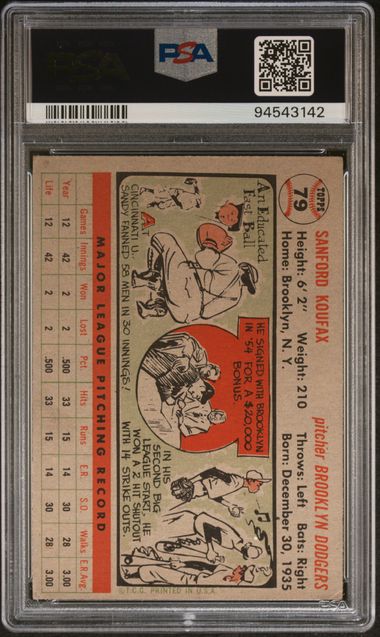 PSA
PSA
94543142
TOPPS
79
SANFORD KOUFAX
pitcher BROOKLYN DODGERS
Height: 6' 2" Weight: 210 Throws: Left Bats: Right
Home: Brooklyn, N. Y. Born: December 30, 1935
An Educated
Fast Ball
A1
CINCINNATI U..
SANDY FANNED 58 MEN IN 30 INNINGS!
HE SIGNED WITH BROOKLYN
IN '54 FOR A $20,000
BONUS.
IN HIS
SECOND BIG
LEAGUE START, HE
WON A 2 HIT SHUTOUT
WITH 14 STRIKE OUTS.
MAJOR LEAGUE PITCHING RECORD
Games Innings Won Lost Pct. Hits Runs E.R. S.O. Walks E.R.Avg.
Year 12 42 2 2 .500 33 15 14 30 28 3.00
Life 12 42 2 2 .500 33 15 14 30 28 3.00
©T.C.G. PRINTED IN U.S.A.